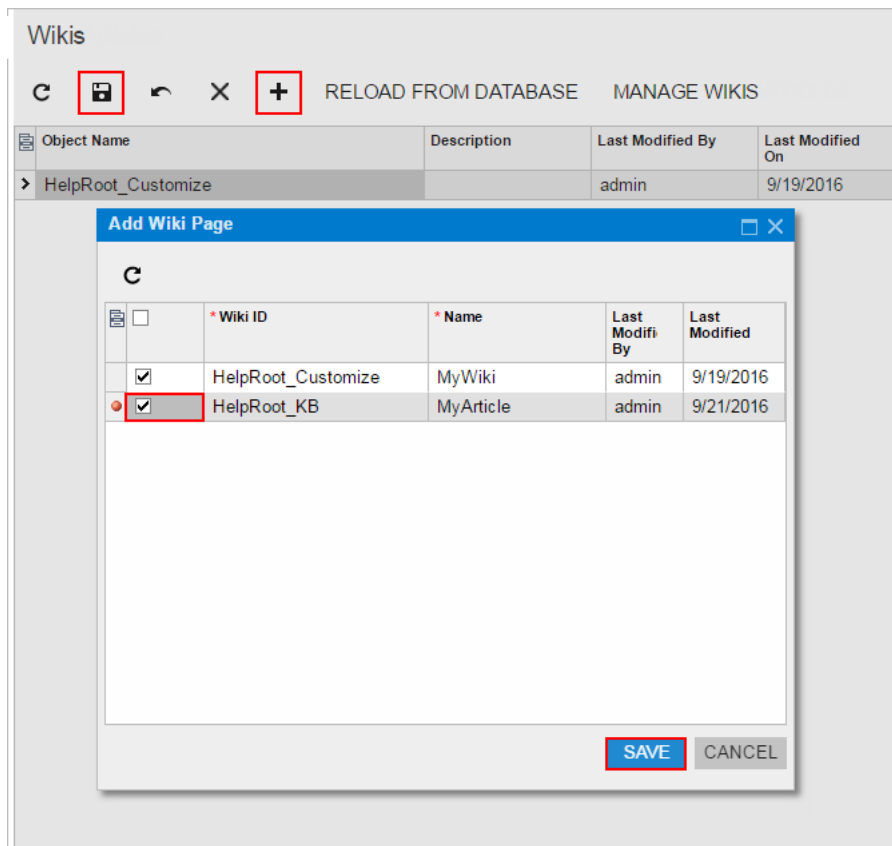 Wikis
RELOAD FROM DATABASE MANAGE WIKIS
Object Name Description Last Modified By Last Modified
On
HelpRoot_Customize admin 9/19/2016
Add Wiki Page
* Wiki ID * Name Last Last
Modifi Modified
By
HelpRoot_Customize MyWiki admin 9/19/2016
HelpRoot_KB MyArticle admin 9/21/2016
SAVE CANCEL